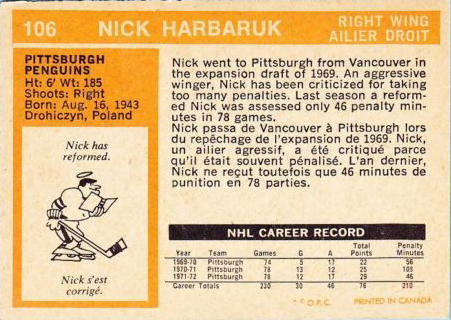 106 NICK HARBARUK RIGHT WING
AILIER DROIT
PITTSBURGH
PENGUINS
Ht: 6' Wt: 185
Shoots: Right
Born: Aug. 16, 1943
Drohiczyn, Poland
Nick has
reformed.
Nick s'est
corrigé.
Nick went to Pittsburgh from Vancouver in
the expansion draft of 1969. An aggressive
winger, Nick has been criticized for taking
too many penalties. Last season a reform-
ed Nick was assessed only 46 penalty min-
utes in 78 games.
Nick passa de Vancouver à Pittsburgh lors
du repêchage de l'expansion de 1969. Nick,
un ailier agressif, a été critiqué parce
qu'il était souvent pénalisé. L'an dernier,
Nick ne reçut toutefois que 46 minutes de
punition en 78 parties.
NHL CAREER RECORD
Total Penalty
Year Team Games G A Points Minutes
1969-70 Pittsburgh 74 5 17 22 56
1970-71 Pittsburgh 78 13 12 25 108
1971-72 Pittsburgh 78 12 17 29 46
Career Totals 230 30 46 76 210
* © O.P.C. PRINTED IN CANADA